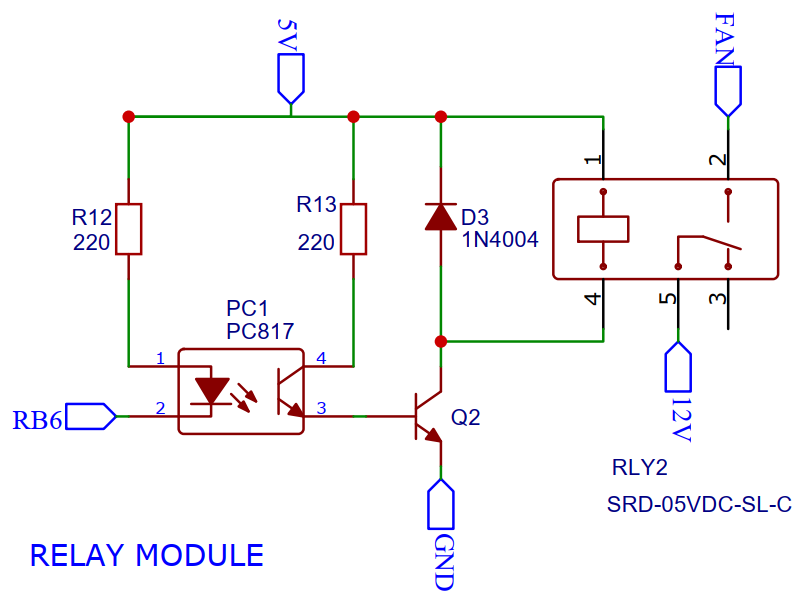 5V
FAN
1
2
R12
220
R13
220
D3
1N4004
PC1
PC817
4
5
3
1
4
2
3
RB6
Q2
12V
RLY2
SRD-05VDC-SL-C
GND
RELAY MODULE